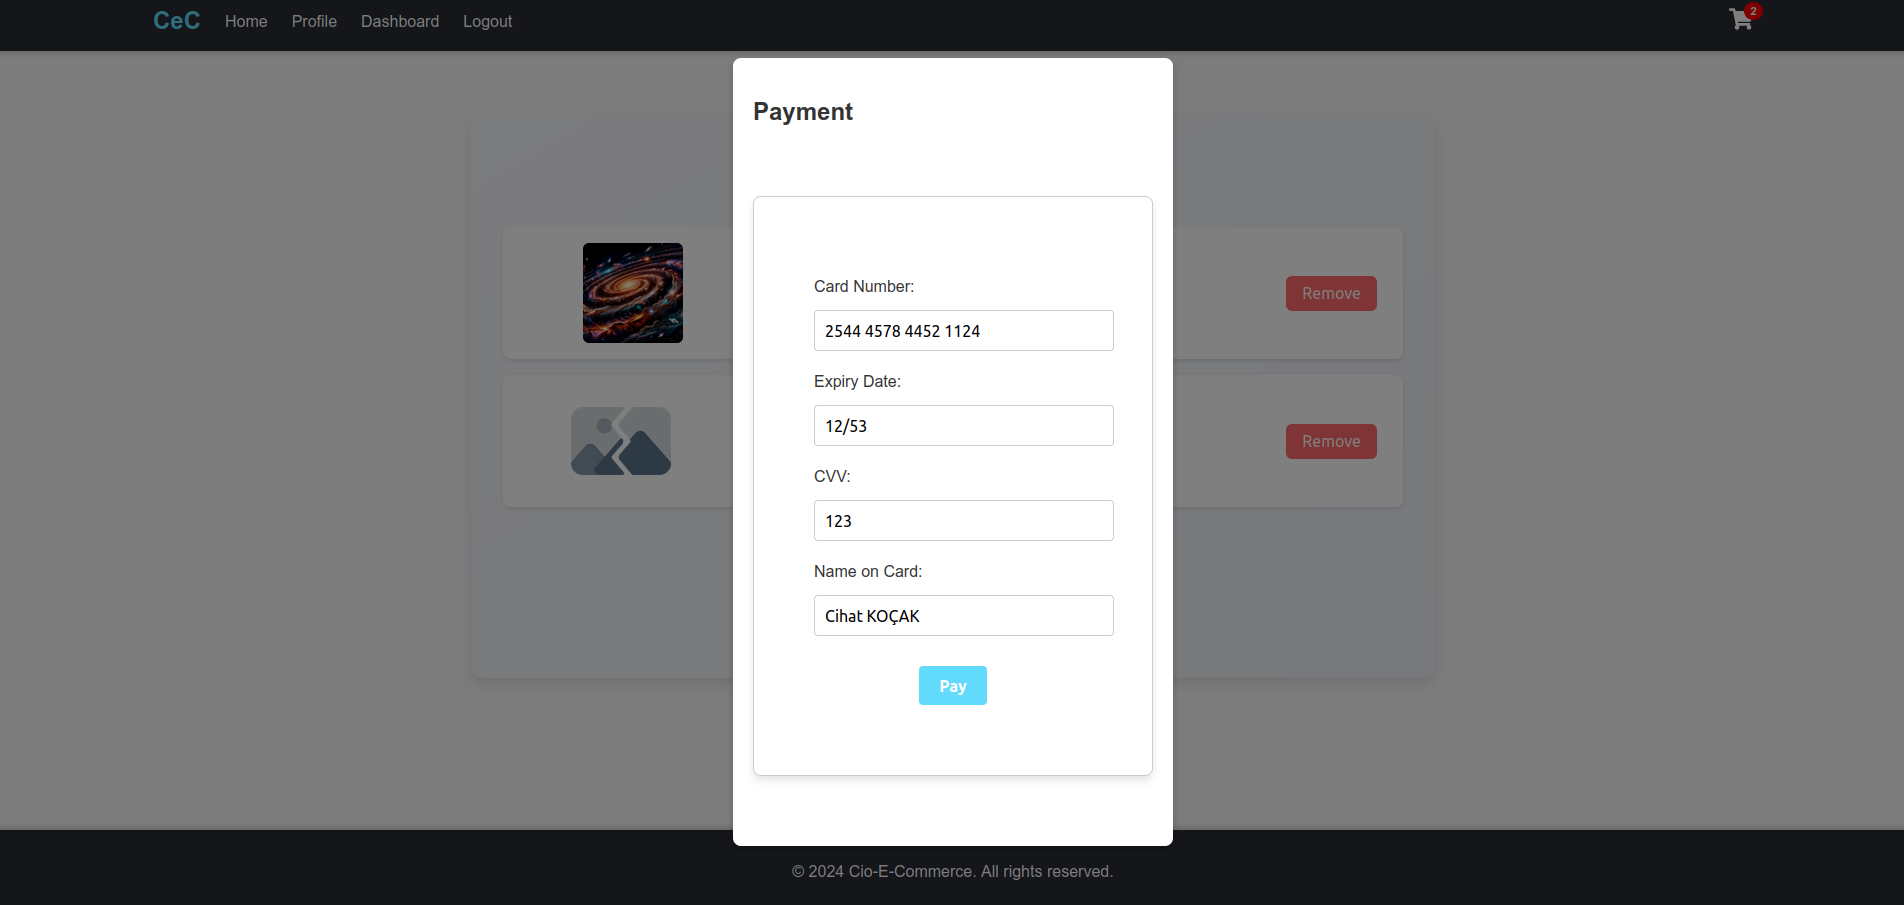 CeC Home Profile Dashboard Logout 2
Payment
Card Number:
2544 4578 4452 1124
Expiry Date:
12/53
CVV:
123
Name on Card:
Cihat KOÇAK
Pay
Remove
Remove
© 2024 Cio-E-Commerce. All rights reserved.